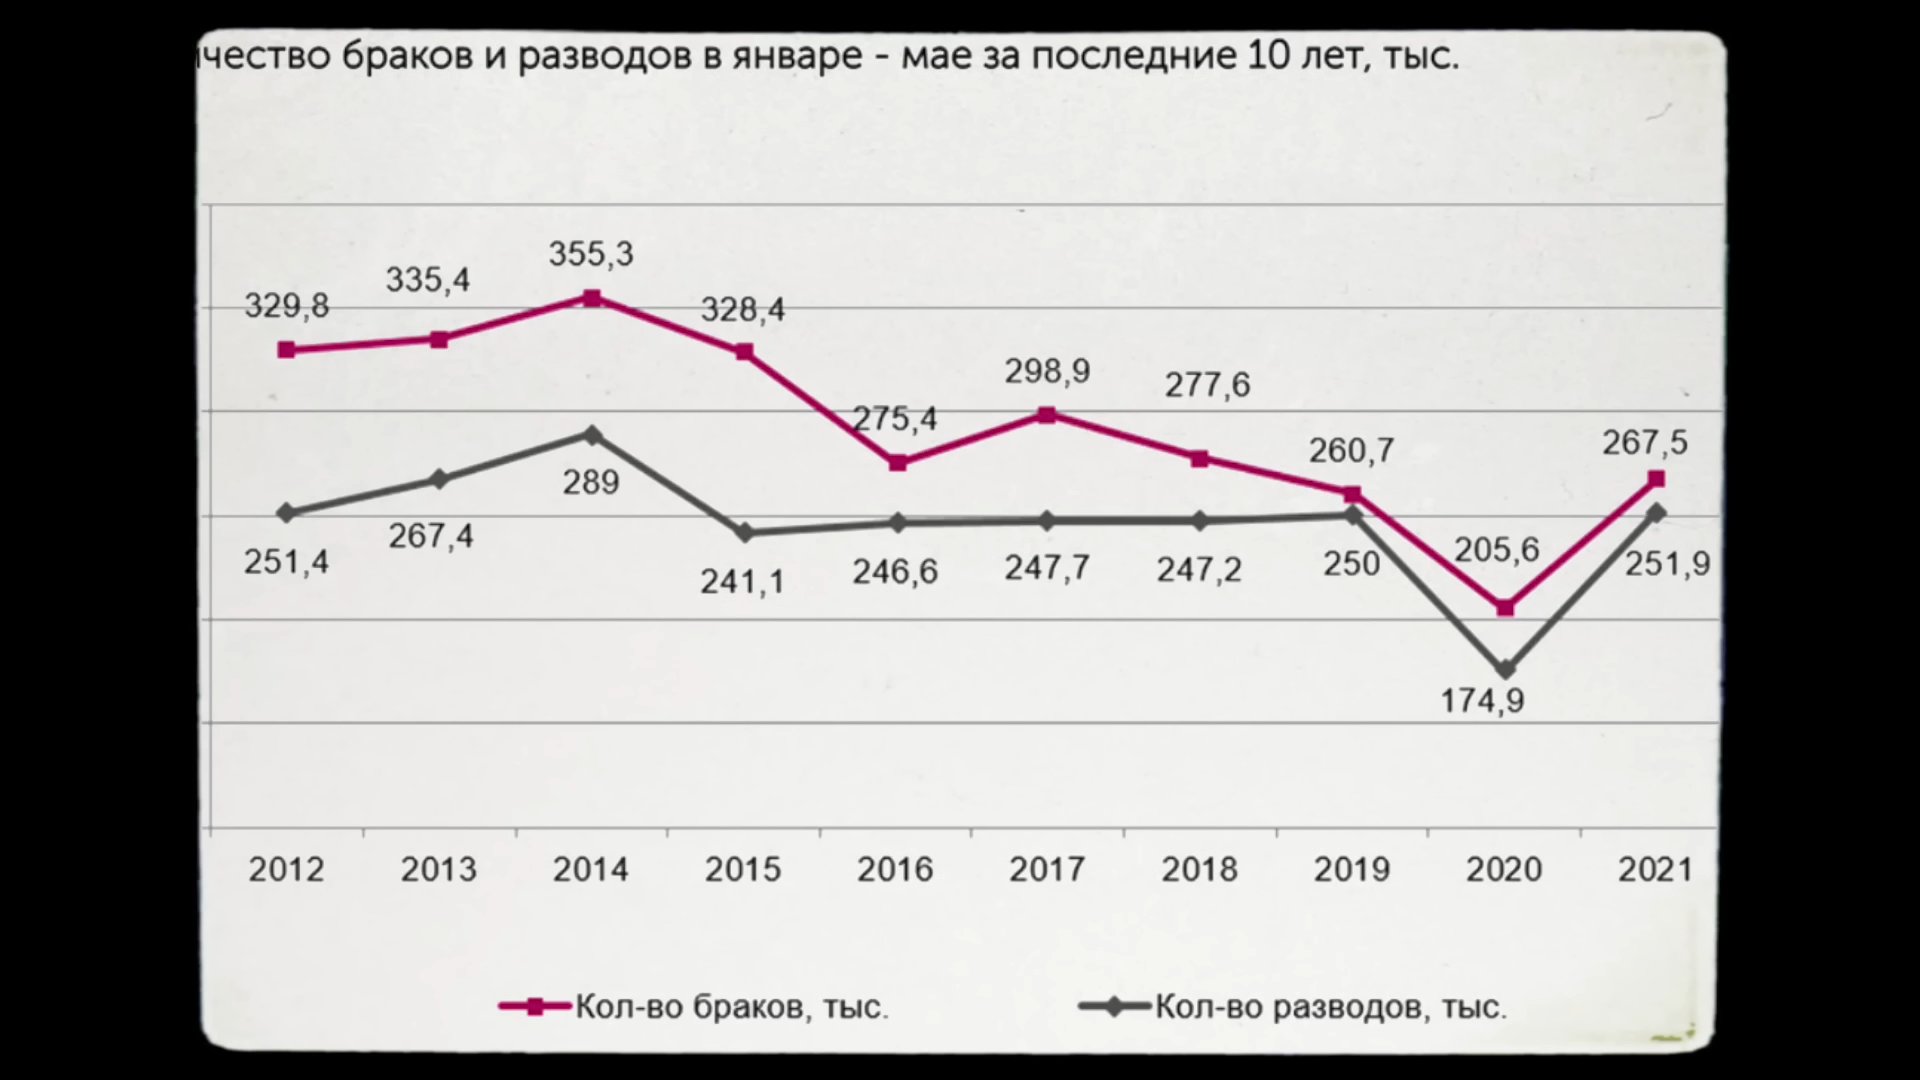 чество браков и разводов в январе - мае за последние 10 лет, тыс.
329,8 335,4 355,3 328,4 275,4 298,9 277,6 260,7 205,6 267,5
251,4 267,4 289 241,1 246,6 247,7 247,2 250 174,9 251,9
2012 2013 2014 2015 2016 2017 2018 2019 2020 2021
Кол-во браков, тыс. Кол-во разводов, тыс.